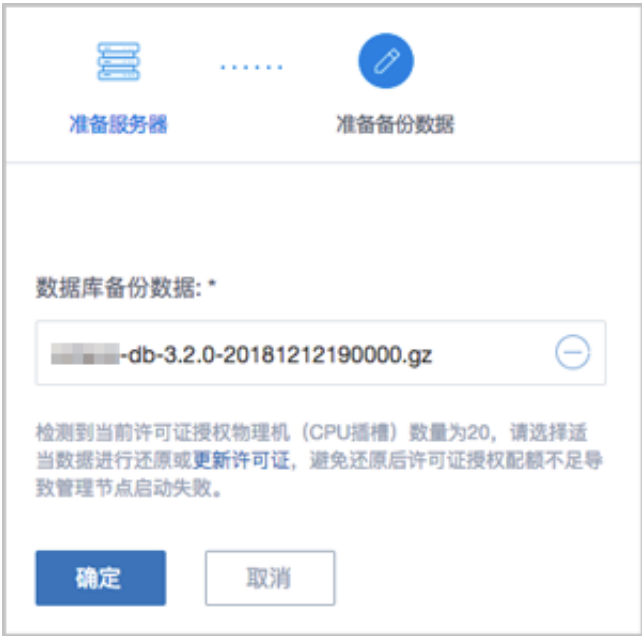 准备服务器
准备备份数据
数据库备份数据: *
-db-3.2.0-20181212190000.gz
检测到当前许可证授权物理机（CPU插槽）数量为20，请选择适
当数据进行还原或更新许可证，避免还原后许可证授权配额不足导
致管理节点启动失败。
确定
取消